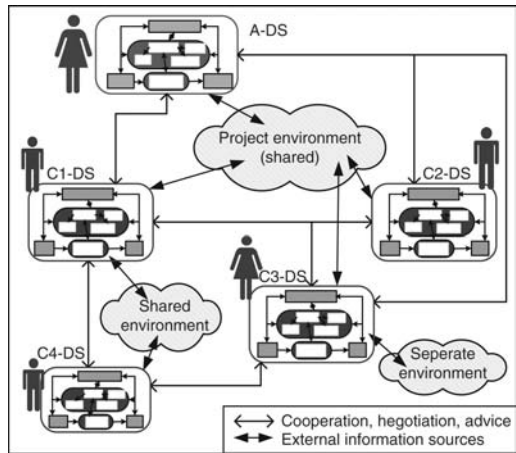 A-DS
Project environment
(shared)
C1-DS
C2-DS
C3-DS
Shared
environment
C4-DS
Seperate
environment
Cooperation, hegotiation, advice
External information sources